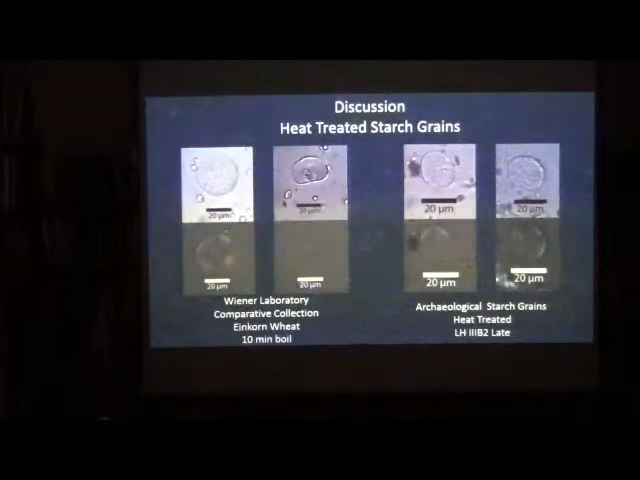 Discussion
Heat Treated Starch Grains
20 µm
20 µm
20 µm
20 µm
20 µm
20 µm
20 µm
20 µm
Wiener Laboratory
Comparative Collection
Einkorn Wheat
10 min boil
Archaeological Starch Grains
Heat Treated
LH IIIB2 Late